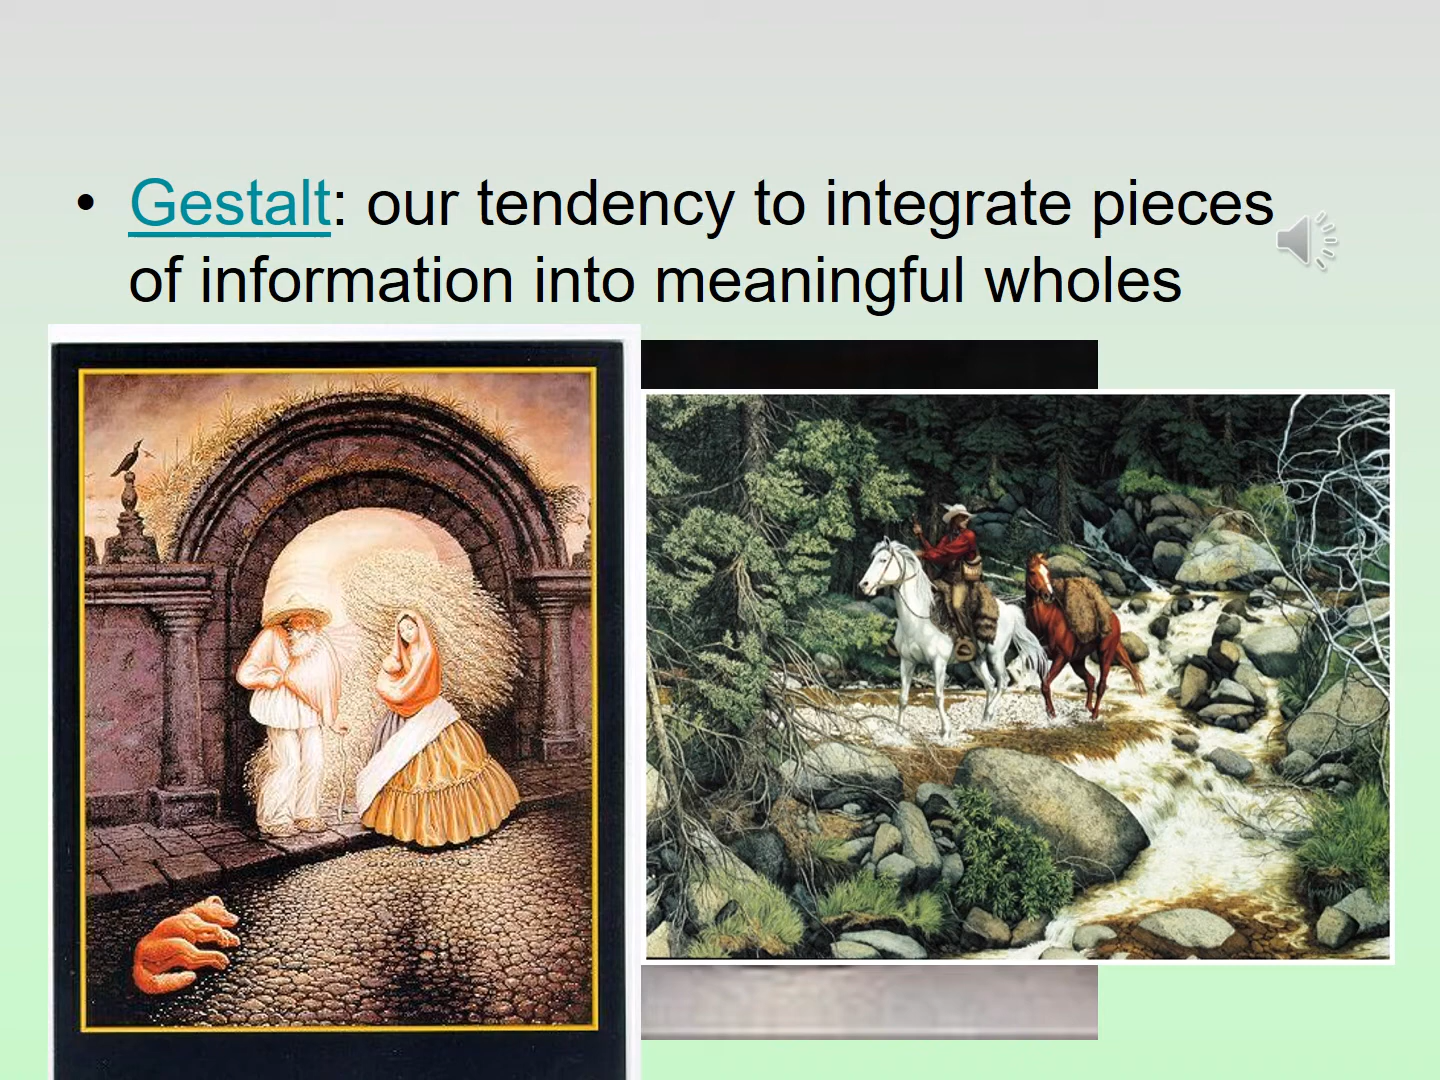 • Gestalt: our tendency to integrate pieces
of information into meaningful wholes